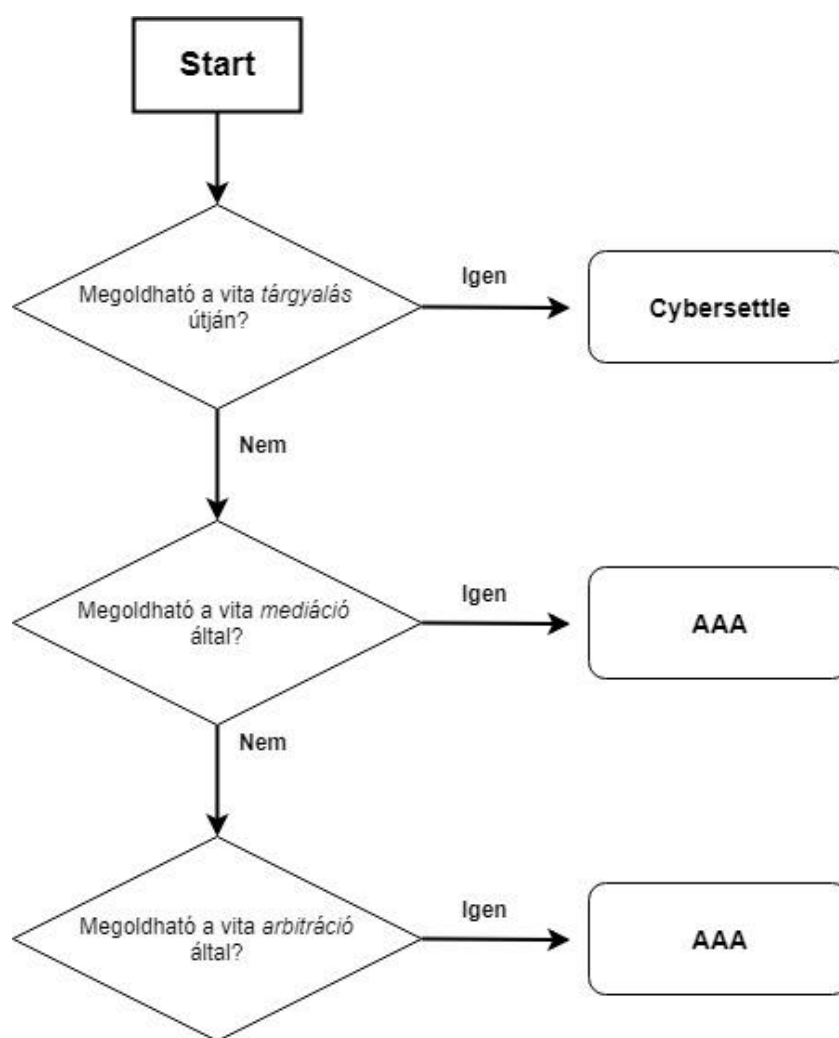 Start
Megoldható a vita tárgyalás
útján?
Igen
Cybersettle
Nem
Megoldható a vita mediáció
által?
Igen
AAA
Nem
Megoldható a vita arbitráció
által?
Igen
AAA